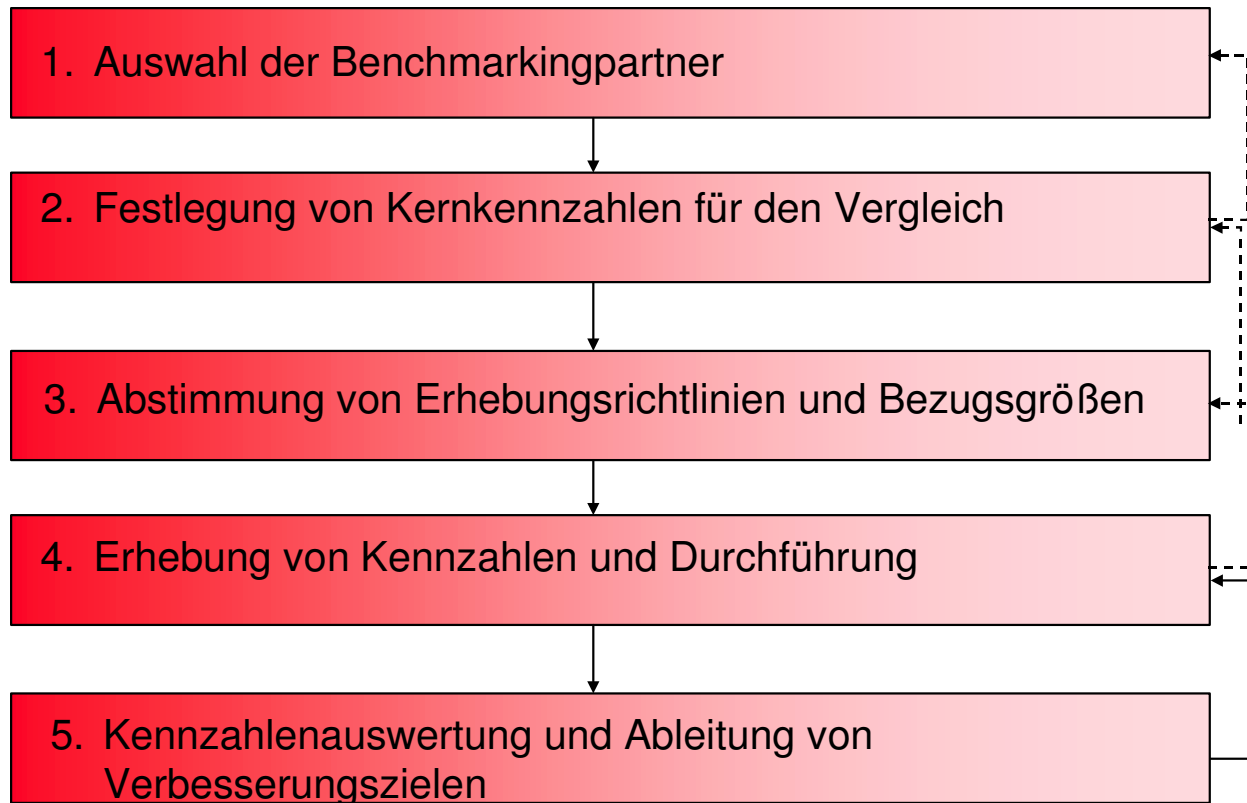 1. Auswahl der Benchmarkingpartner
2. Festlegung von Kernkennzahlen für den Vergleich
3. Abstimmung von Erhebungsrichtlinien und Bezugsgrößen
4. Erhebung von Kennzahlen und Durchführung
5. Kennzahlenauswertung und Ableitung von
Verbesserungszielen